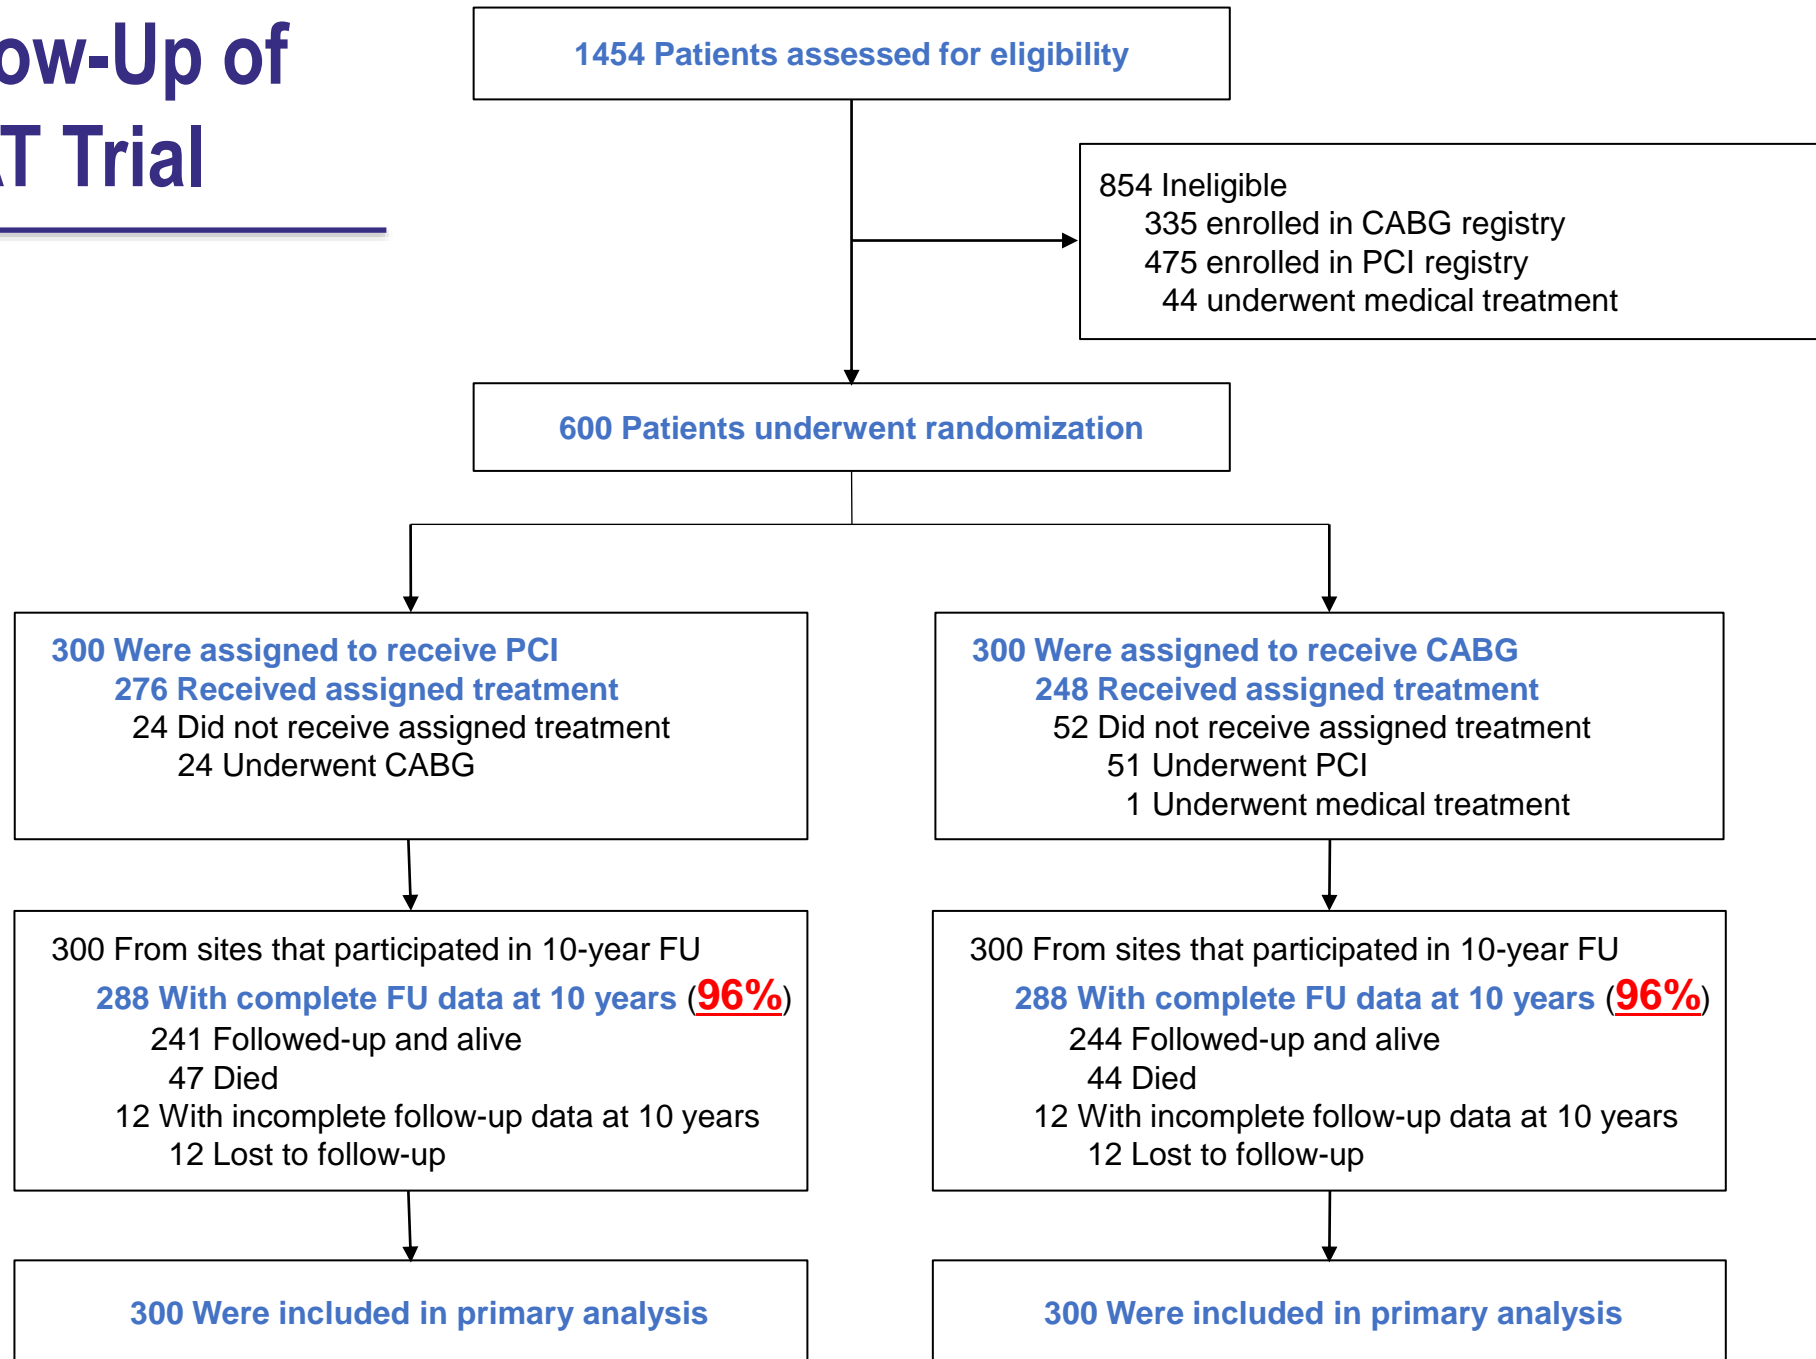 ow-Up of
AT Trial
1454 Patients assessed for eligibility
854 Ineligible
335 enrolled in CABG registry
475 enrolled in PCI registry
44 underwent medical treatment
600 Patients underwent randomization
300 Were assigned to receive PCI
276 Received assigned treatment
24 Did not receive assigned treatment
24 Underwent CABG
300 Were assigned to receive CABG
248 Received assigned treatment
52 Did not receive assigned treatment
51 Underwent PCI
1 Underwent medical treatment
300 From sites that participated in 10-year FU
288 With complete FU data at 10 years (96%)
241 Followed-up and alive
47 Died
12 With incomplete follow-up data at 10 years
12 Lost to follow-up
300 From sites that participated in 10-year FU
288 With complete FU data at 10 years (96%)
244 Followed-up and alive
44 Died
12 With incomplete follow-up data at 10 years
12 Lost to follow-up
300 Were included in primary analysis
300 Were included in primary analysis